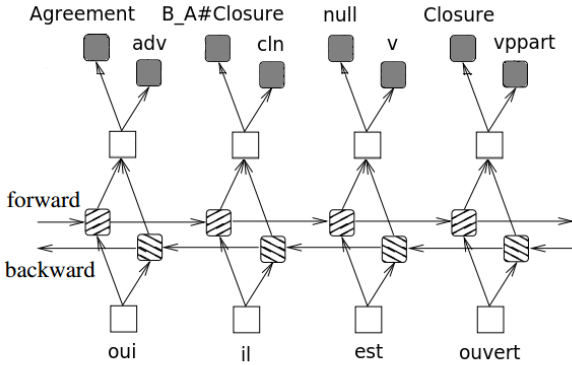 Agreement B_A#Closure null Closure
adv cln v vppart
forward
backward
oui il est ouvert